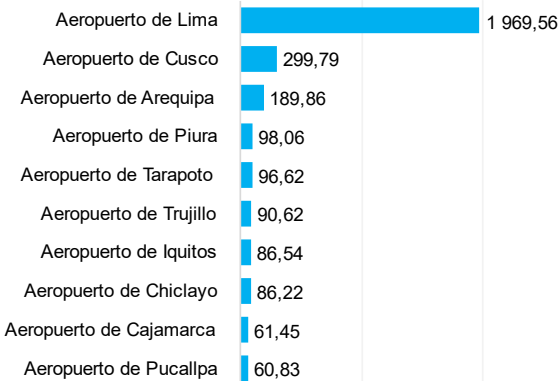 Aeropuerto de Lima 1 969,56
Aeropuerto de Cusco 299,79
Aeropuerto de Arequipa 189,86
Aeropuerto de Piura 98,06
Aeropuerto de Tarapoto 96,62
Aeropuerto de Trujillo 90,62
Aeropuerto de Iquitos 86,54
Aeropuerto de Chiclayo 86,22
Aeropuerto de Cajamarca 61,45
Aeropuerto de Pucallpa 60,83